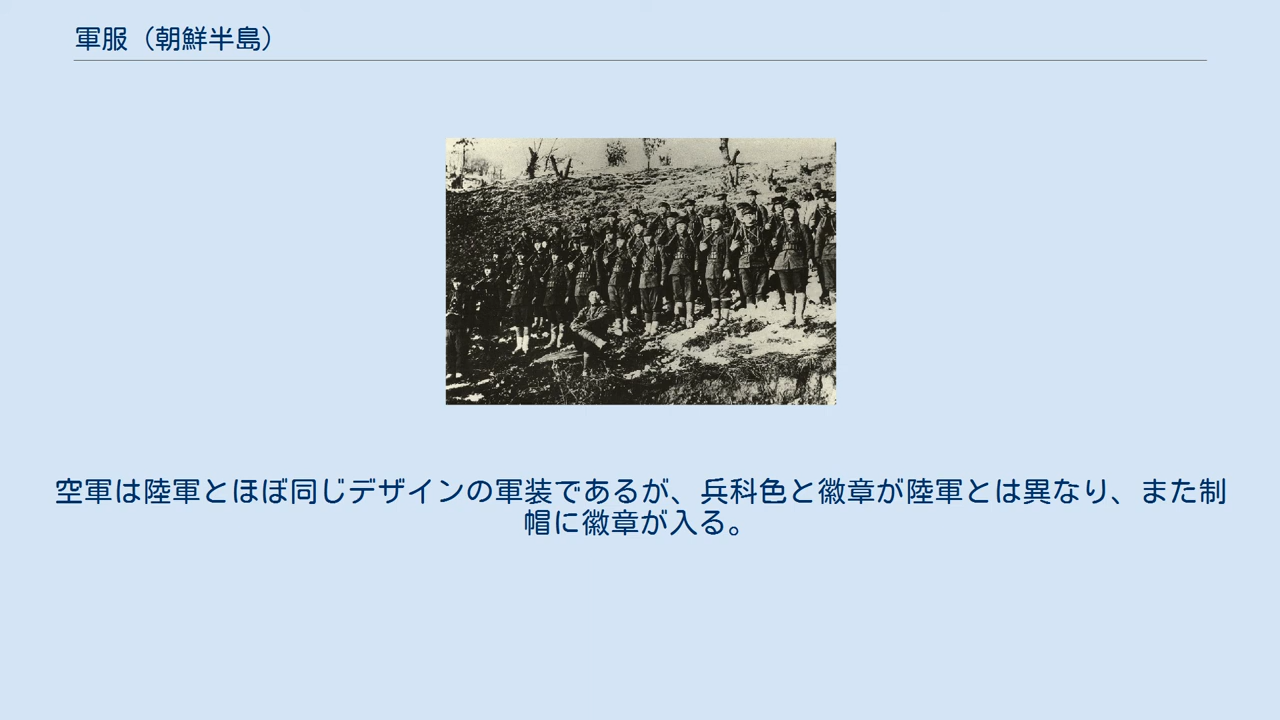 軍服（朝鮮半島）
空軍は陸軍とほぼ同じデザインの軍装であるが、兵科色と徽章が陸軍とは異なり、また制
帽に徽章が入る。